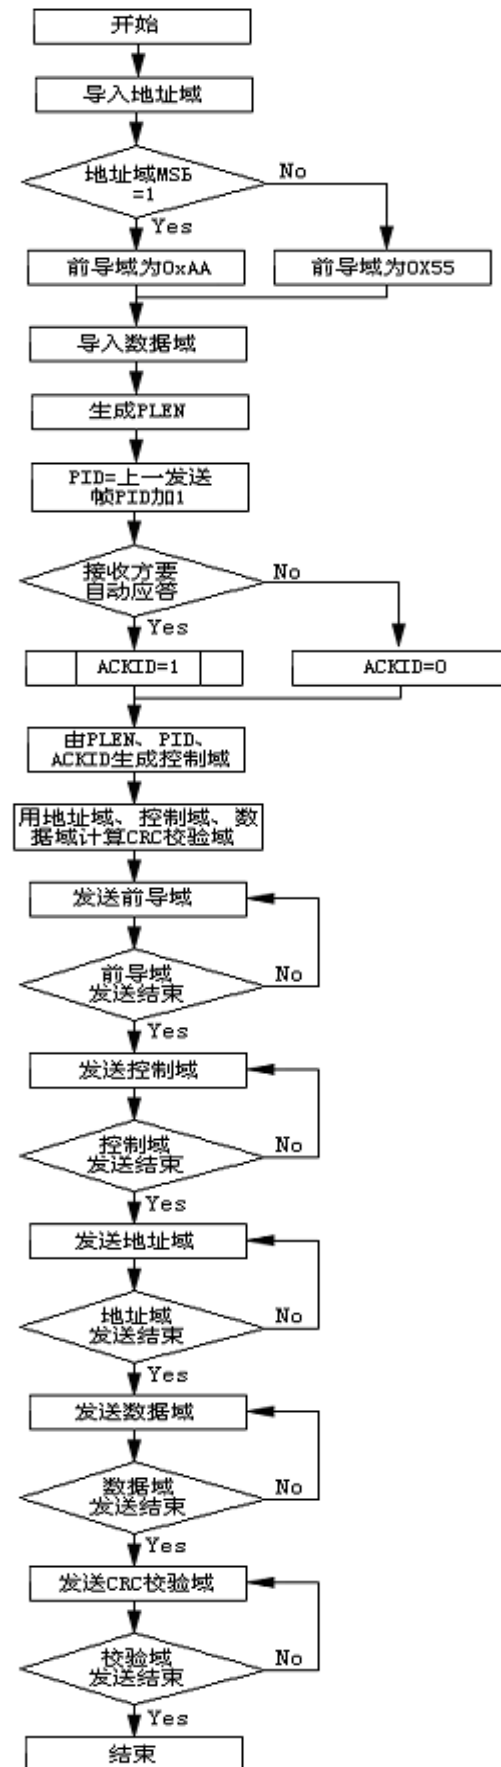 开始
导入地址域
地址域MSb
=1
No
Yes
前导域为0xAA
前导域为0X55
导入数据域
生成PLEN
PID=上一发送
帧PID加1
接收方要
自动应答
No
Yes
ACKID=1
ACKID=0
由PLEN、PID、
ACKID生成控制域
用地址域、控制域、数
据域计算CRC校验域
发送前导域
前导域
发送结束
No
Yes
发送控制域
控制域
发送结束
No
Yes
发送地址域
地址域
发送结束
No
Yes
发送数据域
数据域
发送结束
No
Yes
发送CRC校验域
校验域
发送结束
No
Yes
结束